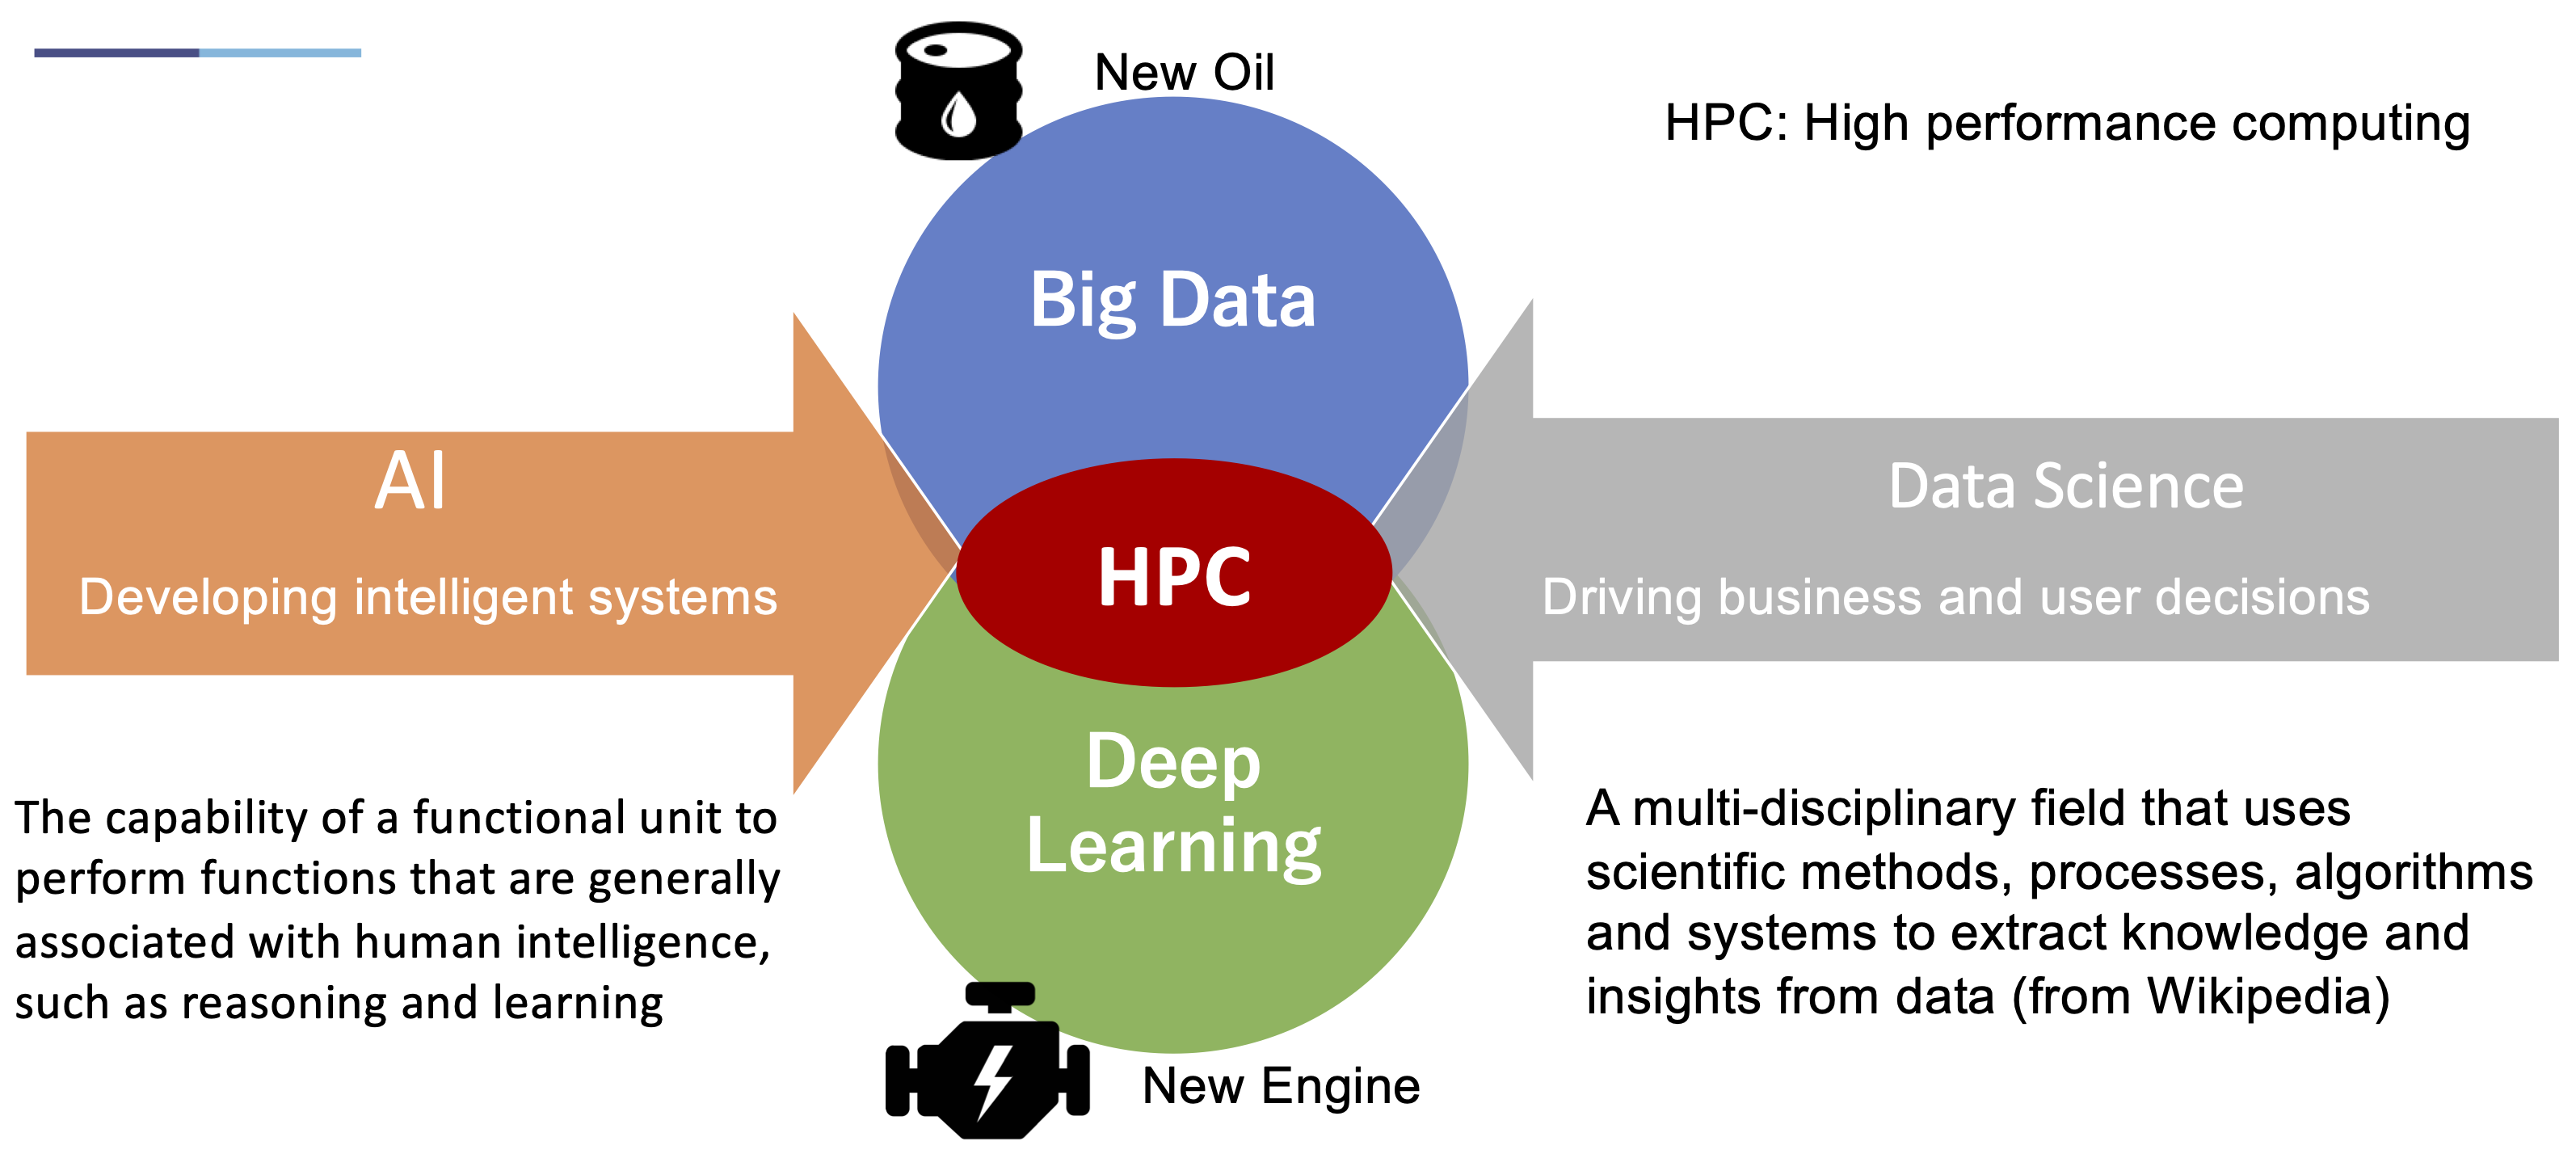 New Oil
HPC: High performance computing
Big Data
AI
Developing intelligent systems
HPC
Data Science
Driving business and user decisions
Deep
Learning
The capability of a functional unit to
perform functions that are generally
associated with human intelligence,
such as reasoning and learning
A multi-disciplinary field that uses
scientific methods, processes, algorithms
and systems to extract knowledge and
insights from data (from Wikipedia)
New Engine